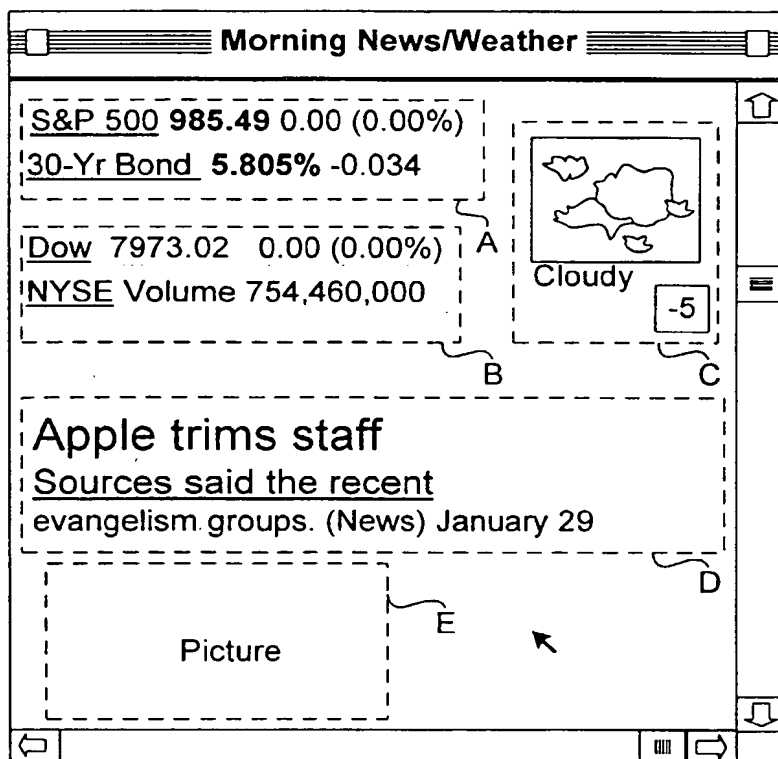 Morning News/Weather
S&P 500 985.49 0.00 (0.00%)
30-Yr Bond 5.805% -0.034
A
Dow 7973.02 0.00 (0.00%)
NYSE Volume 754,460,000
B
Cloudy
-5
C
Apple trims staff
Sources said the recent
evangelism groups. (News) January 29
D
Picture
E